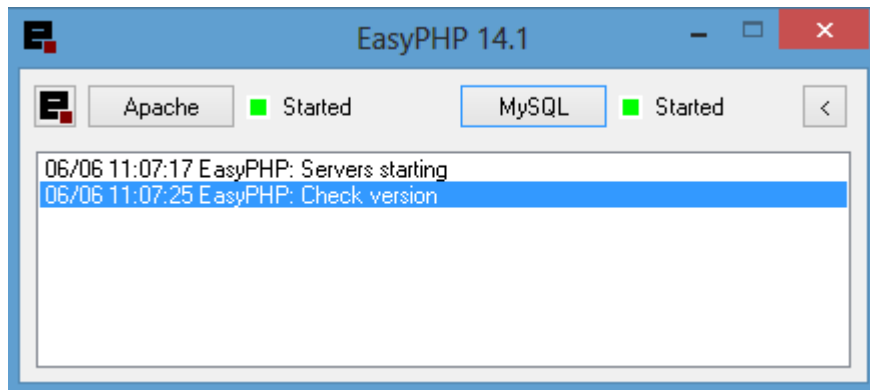 EasyPHP 14.1
Apache Started MySQL Started <
06/06 11:07:17 EasyPHP: Servers starting
06/06 11:07:25 EasyPHP: Check version